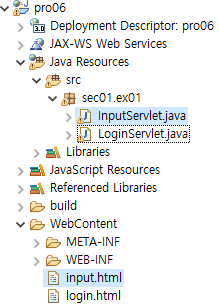 pro06
Deployment Descriptor: pro06
JAX-WS Web Services
Java Resources
src
sec01.ex01
InputServlet.java
LoginServlet.java
Libraries
JavaScript Resources
Referenced Libraries
build
WebContent
META-INF
WEB-INF
input.html
login.html